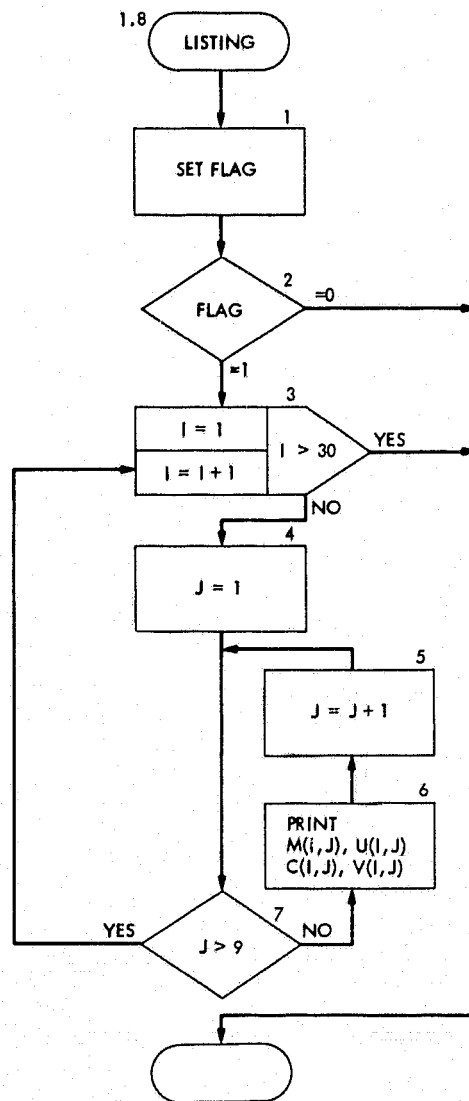 1.8
LISTING
1
SET FLAG
2
FLAG
=0
=1
3
I = 1
I = I + 1
I > 30
YES
NO
4
J = 1
5
J = J + 1
6
PRINT
M(i,J), U(I,J)
C(I,J), V(I,J)
7
J > 9
YES
NO